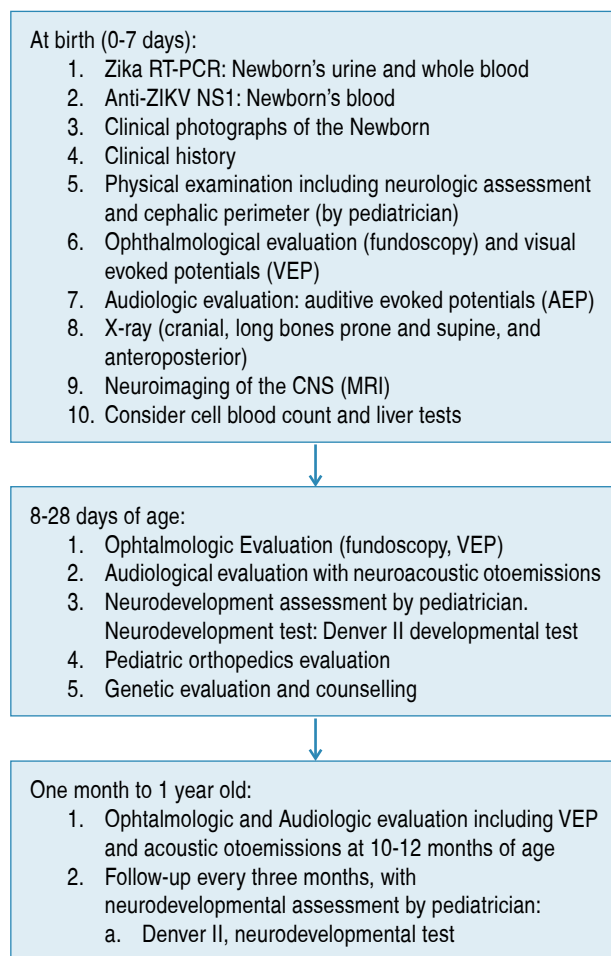 At birth (0-7 days):
1. Zika RT-PCR: Newborn's urine and whole blood
2. Anti-ZIKV NS1: Newborn's blood
3. Clinical photographs of the Newborn
4. Clinical history
5. Physical examination including neurologic assessment
and cephalic perimeter (by pediatrician)
6. Ophthalmological evaluation (fundoscopy) and visual
evoked potentials (VEP)
7. Audiologic evaluation: auditive evoked potentials (AEP)
8. X-ray (cranial, long bones prone and supine, and
anteroposterior)
9. Neuroimaging of the CNS (MRI)
10. Consider cell blood count and liver tests
8-28 days of age:
1. Ophtalmologic Evaluation (fundoscopy, VEP)
2. Audiological evaluation with neuroacoustic otoemissions
3. Neurodevelopment assessment by pediatrician.
Neurodevelopment test: Denver II developmental test
4. Pediatric orthopedics evaluation
5. Genetic evaluation and counselling
One month to 1 year old:
1. Ophtalmologic and Audiologic evaluation including VEP
and acoustic otoemissions at 10-12 months of age
2. Follow-up every three months, with
neurodevelopmental assessment by pediatrician:
a. Denver II, neurodevelopmental test